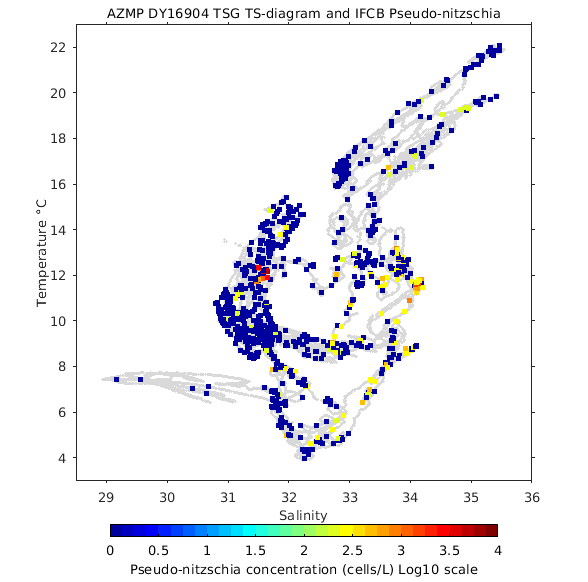 AZMP DY16904 TSG TS-diagram and IFCB Pseudo-nitzschia
22
20
18
16
14
12
10
8
6
4
Temperature °C
29 30 31 32 33 34 35 36
Salinity
0 0.5 1 1.5 2 2.5 3 3.5 4
Pseudo-nitzschia concentration (cells/L) Log10 scale